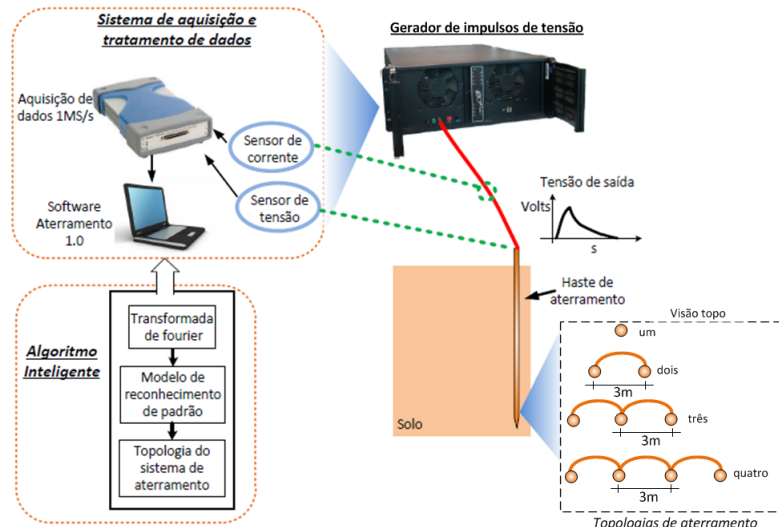 Sistema de aquisição e
tratamento de dados
Aquisição de
dados 1MS/s
Sensor de
corrente
Sensor de
tensão
Software
Aterramento
1.0
Gerador de impulsos de tensão
Tensão de saída
Volts
s
Haste de
aterramento
Solo
Algoritmo
Inteligente
Transformada
de fourier
Modelo de
reconhecimento
de padrão
Topologia do
sistema de
aterramento
Visão topo
um
dois
3m
três
3m
quatro
3m
Topologias de aterramento